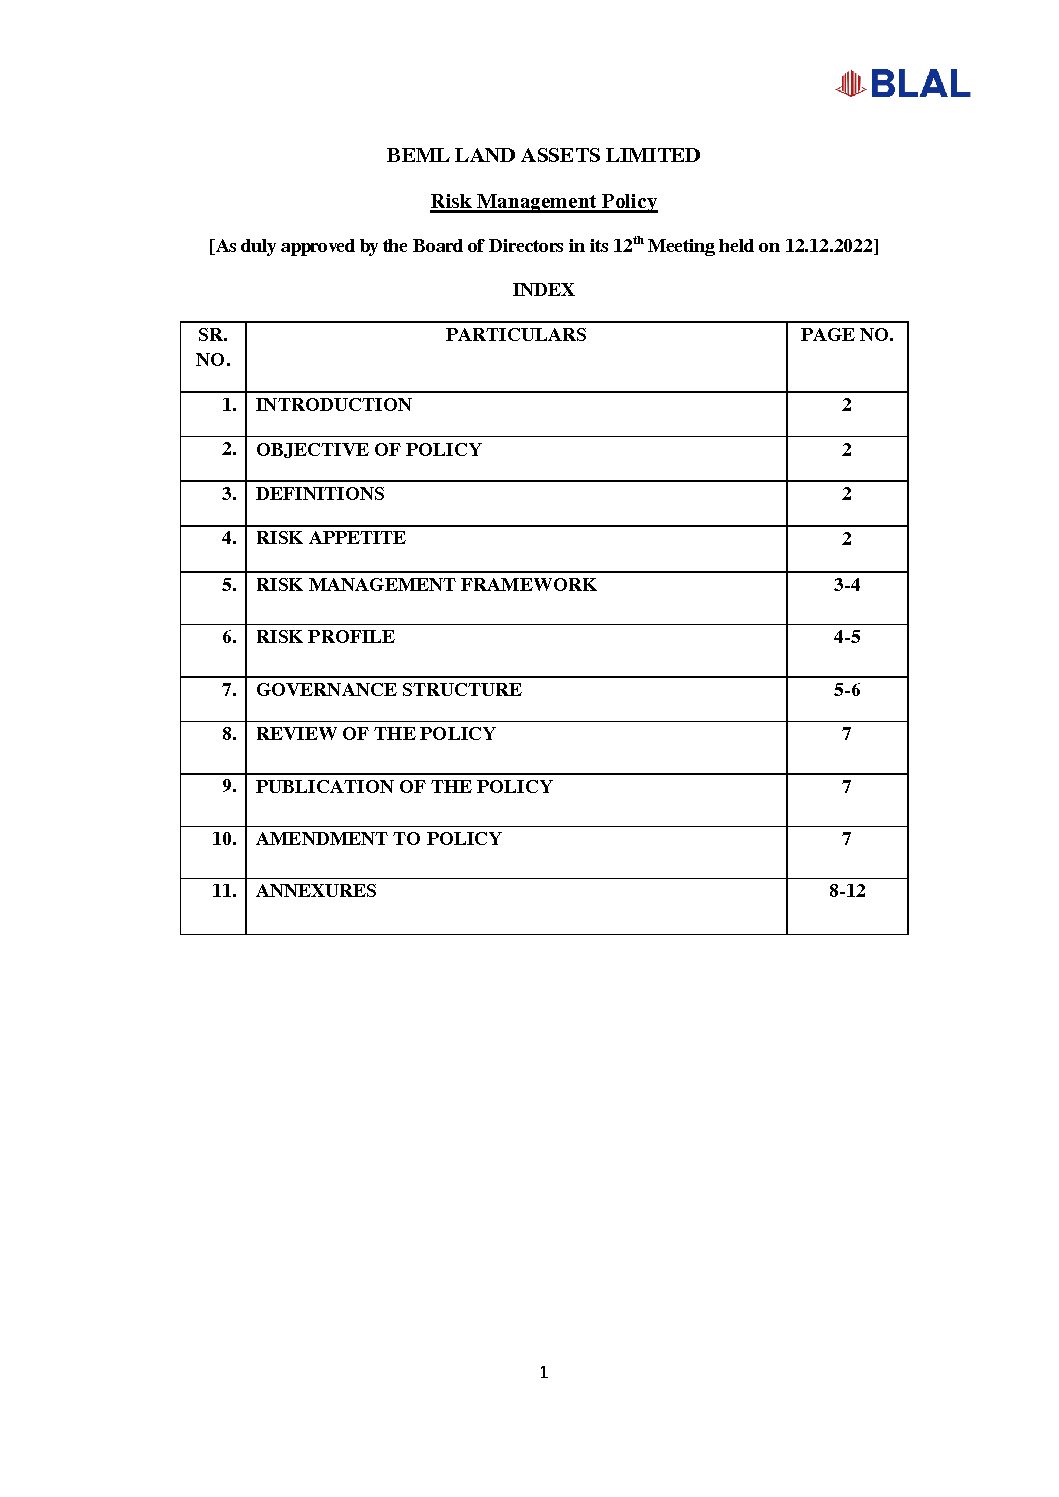 BLAL
BEML LAND ASSETS LIMITED
Risk Management Policy
[As duly approved by the Board of Directors in its 12th Meeting held on 12.12.2022]
INDEX
SR. NO. PARTICULARS PAGE NO.
1. INTRODUCTION 2
2. OBJECTIVE OF POLICY 2
3. DEFINITIONS 2
4. RISK APPETITE 2
5. RISK MANAGEMENT FRAMEWORK 3-4
6. RISK PROFILE 4-5
7. GOVERNANCE STRUCTURE 5-6
8. REVIEW OF THE POLICY 7
9. PUBLICATION OF THE POLICY 7
10. AMENDMENT TO POLICY 7
11. ANNEXURES 8-12
1